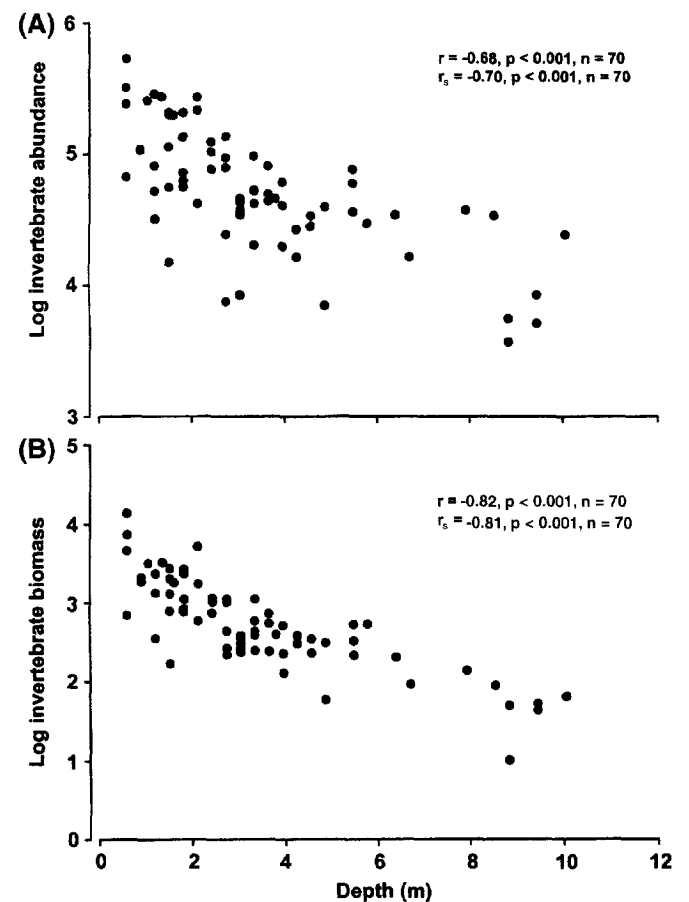 (A)
6
5
4
3
Log invertebrate abundance
r = -0.68, p < 0.001, n = 70
rs = -0.70, p < 0.001, n = 70
(B)
5
4
3
2
1
0
Log invertebrate biomass
r = -0.82, p < 0.001, n = 70
rs = -0.81, p < 0.001, n = 70
0 2 4 6 8 10 12
Depth (m)